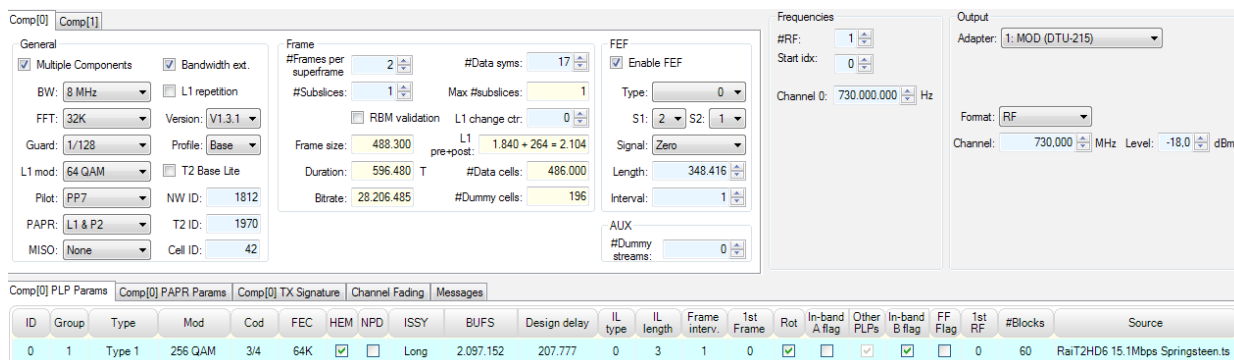 Comp[0] Comp[1]
General
Multiple Components Bandwidth ext.
BW: 8 MHz L1 repetition
FFT: 32K Version: V1.3.1
Guard: 1/128 Profile: Base
L1 mod: 64 QAM T2 Base Lite
Pilot: PP7 NW ID: 1812
PAPR: L1 & P2 T2 ID: 1970
MISO: None Cell ID: 42
Frame
#Frames per superframe 2 #Data syms: 17
#Subslices: 1 Max #subslices: 1
RBM validation L1 change ctr: 0
Frame size: 488.300 L1 pre+post: 1.840 + 264 = 2.104
Duration: 596.480 T #Data cells: 486.000
Bitrate: 28.206.485 #Dummy cells: 196
FEF
Enable FEF
Type: 0
S1: 2 S2: 1
Signal: Zero
Length: 348.416
Interval: 1
AUX
#Dummy streams: 0
Frequencies
#RF: 1
Start idx: 0
Channel 0: 730.000.000 Hz
Output
Adapter: 1: MOD (DTU-215)
Format: RF
Channel: 730,000 MHz Level: -18,0 dBm
Comp[0] PLP Params Comp[0] PAPR Params Comp[0] TX Signature Channel Fading Messages
ID Group Type Mod Cod FEC HEM NPD ISSY BUFS Design delay IL type IL length Frame interv. 1st Frame Rot In-band A flag Other PLPs In-band B flag FF Flag 1st RF #Blocks Source
0 1 Type 1 256 QAM 3/4 64K Long 2.097.152 207.777 0 3 1 0 0 60 RaiT2HD6 15.1Mbps Springsteen.ts